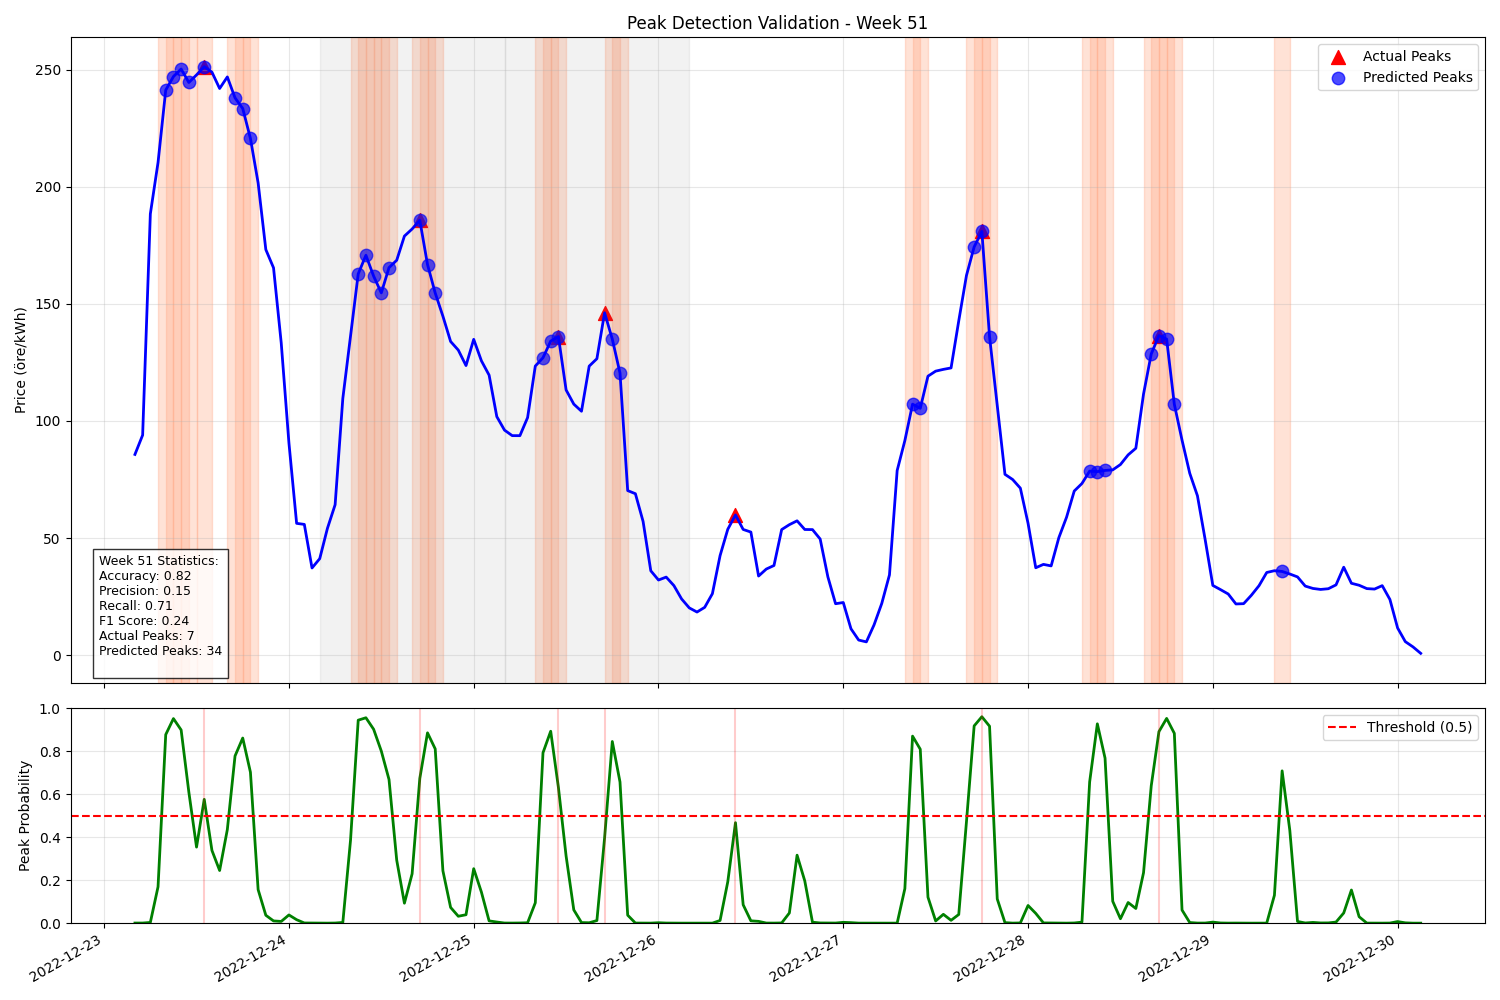 Peak Detection Validation - Week 51
Actual Peaks
Predicted Peaks
Price (öre/kWh)
250
200
150
100
50
0
Week 51 Statistics:
Accuracy: 0.82
Precision: 0.15
Recall: 0.71
F1 Score: 0.24
Actual Peaks: 7
Predicted Peaks: 34
Peak Probability
1.0
0.8
0.6
0.4
0.2
0.0
Threshold (0.5)
2022-12-23
2022-12-24
2022-12-25
2022-12-26
2022-12-27
2022-12-28
2022-12-29
2022-12-30